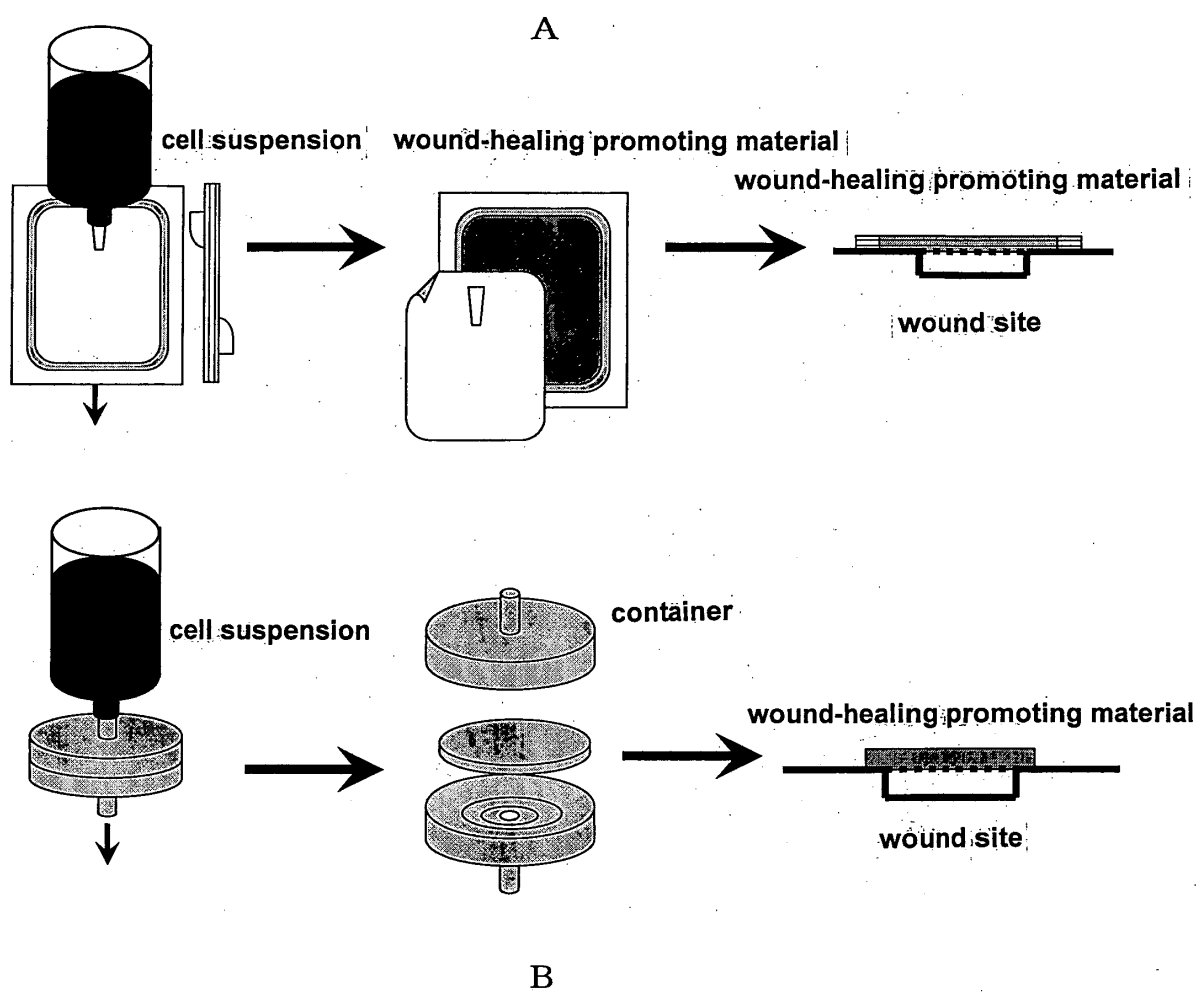 A
cell suspension
wound-healing promoting material
wound-healing promoting material
wound site
cell suspension
container
wound-healing promoting material
wound site
B